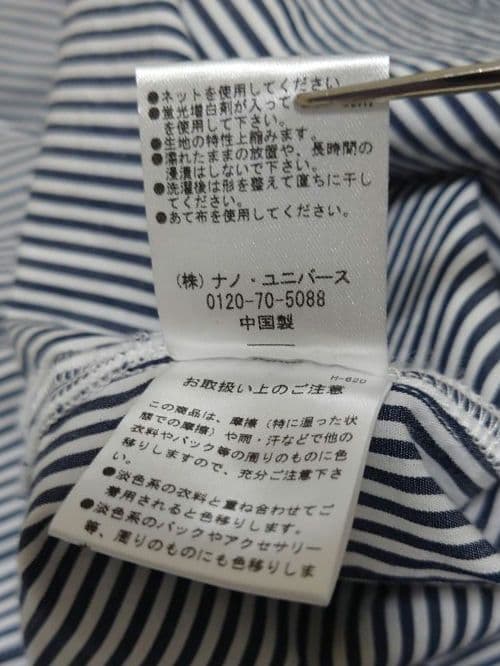 ●ネットを使用してください
●蛍光増白剤が入って
を使用して下さい。
●生地の特性上縮みます。
●濡れたままの放置や、長時間の
浸漬はしないで下さい。
●洗濯後は形を整えて直ちに干し
てください。
●あて布を使用してください。
(株) ナノ・ユニバース
0120-70-5088
中国製
H-620
お取扱い上のご注意
この商品は、摩擦（特に湿った状
態での摩擦）や雨・汗などで他の
衣料やバック等の周りのものに色
移りしますので、充分ご注意下さ
い。
●淡色系の衣料と重ね合わせてご
着用されると色移りします。
●淡色系のバックやアクセサリー
等、周りのものにも色移りしま